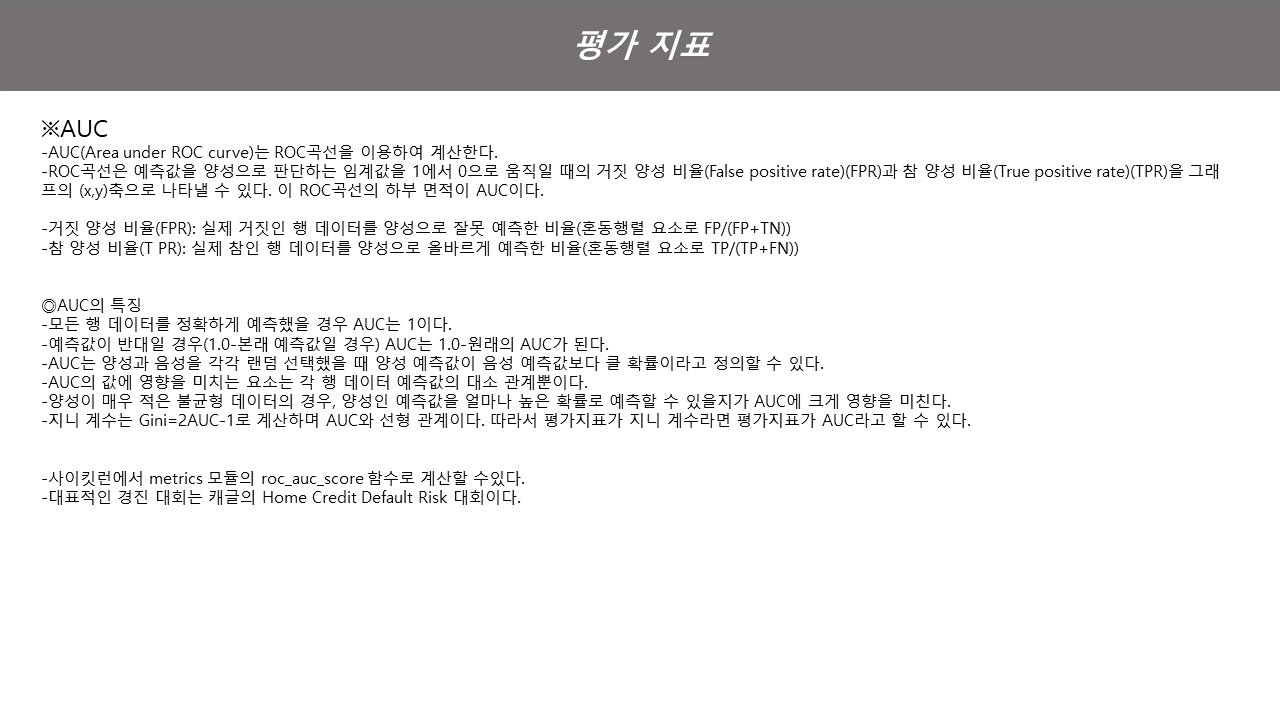 평가 지표
※AUC
-AUC(Area under ROC curve)는 ROC곡선을 이용하여 계산한다.
-ROC곡선은 예측값을 양성으로 판단하는 임계값을 1에서 0으로 움직일 때의 거짓 양성 비율(False positive rate)(FPR)과 참 양성 비율(True positive rate)(TPR)을 그래
프의 (x,y)축으로 나타낼 수 있다. 이 ROC곡선의 하부 면적이 AUC이다.
-거짓 양성 비율(FPR): 실제 거짓인 행 데이터를 양성으로 잘못 예측한 비율(혼동행렬 요소로 FP/(FP+TN))
-참 양성 비율(T PR): 실제 참인 행 데이터를 양성으로 올바르게 예측한 비율(혼동행렬 요소로 TP/(TP+FN))
◎AUC의 특징
-모든 행 데이터를 정확하게 예측했을 경우 AUC는 1이다.
-예측값이 반대일 경우(1.0-본래 예측값일 경우) AUC는 1.0-원래의 AUC가 된다.
-AUC는 양성과 음성을 각각 랜덤 선택했을 때 양성 예측값이 음성 예측값보다 클 확률이라고 정의할 수 있다.
-AUC의 값에 영향을 미치는 요소는 각 행 데이터 예측값의 대소 관계뿐이다.
-양성이 매우 적은 불균형 데이터의 경우, 양성인 예측값을 얼마나 높은 확률로 예측할 수 있을지가 AUC에 크게 영향을 미친다.
-지니 계수는 Gini=2AUC-1로 계산하며 AUC와 선형 관계이다. 따라서 평가지표가 지니 계수라면 평가지표가 AUC라고 할 수 있다.
-사이킷런에서 metrics 모듈의 roc_auc_score 함수로 계산할 수있다.
-대표적인 경진 대회는 캐글의 Home Credit Default Risk 대회이다.